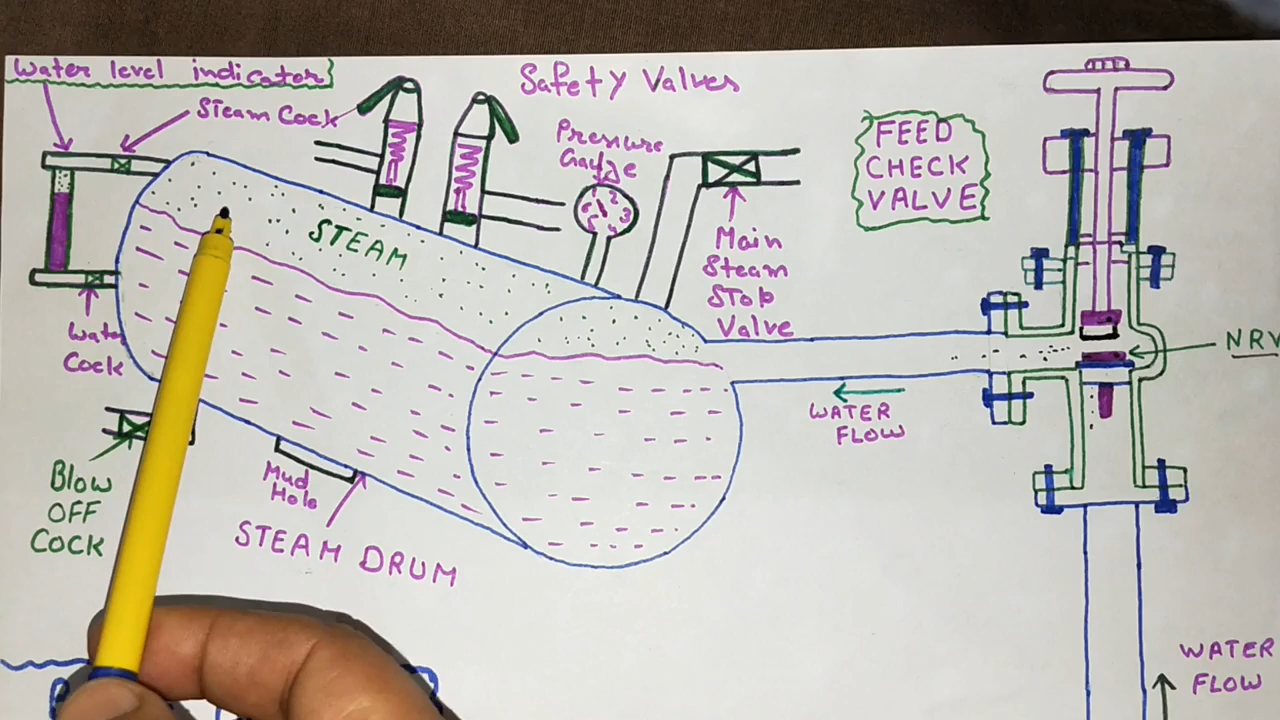 Water level indicator
Steam Cock
Safety Valves
Pressure
Gauge
FEED
CHECK
VALVE
STEAM
Main
Steam
Stop
Valve
NRV
Water
Cock
WATER
FLOW
BLOW
OFF
COCK
Mud
Hole
STEAM DRUM
WATER
FLOW